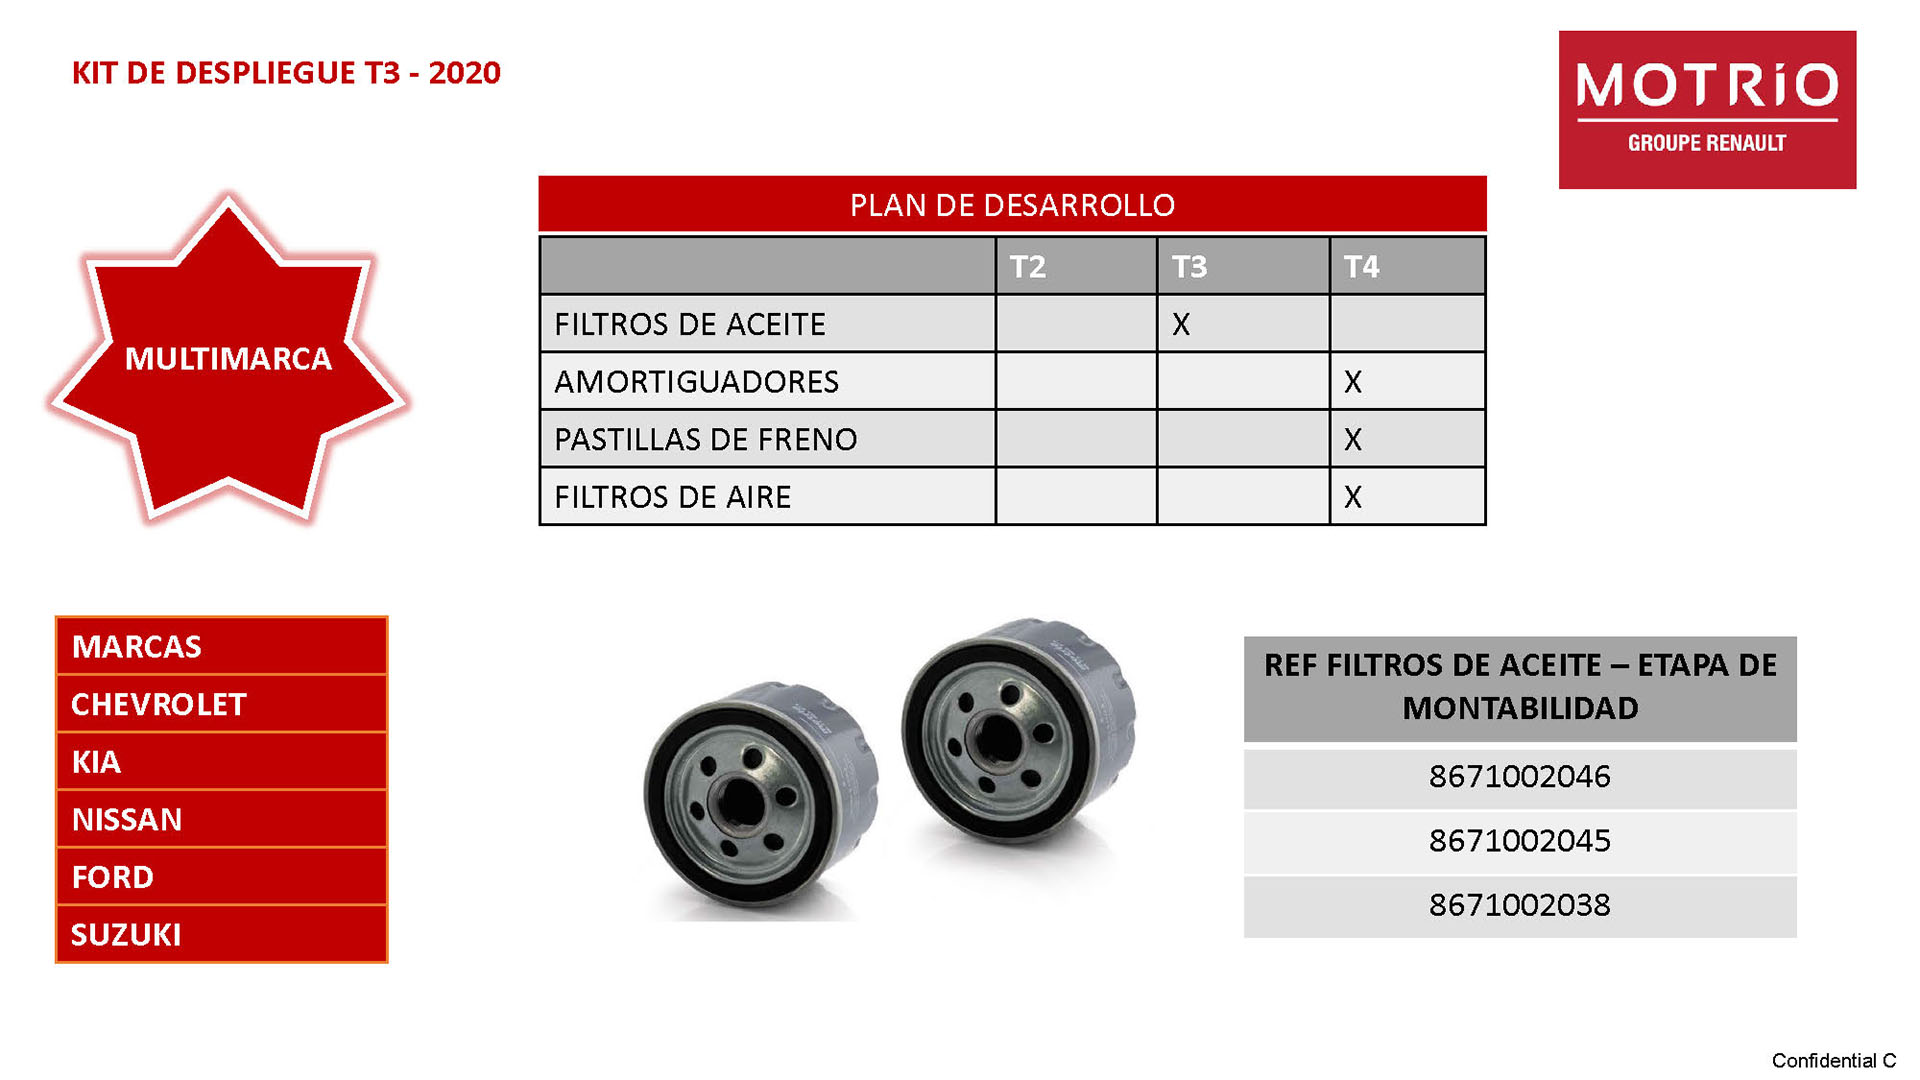 KIT DE DESPLIEGUE T3 - 2020
MOTRiO
GROUPE RENAULT
MULTIMARCA
PLAN DE DESARROLLO
T2 T3 T4
FILTROS DE ACEITE X
AMORTIGUADORES X
PASTILLAS DE FRENO X
FILTROS DE AIRE X
MARCAS
CHEVROLET
KIA
NISSAN
FORD
SUZUKI
REF FILTROS DE ACEITE – ETAPA DE
MONTABILIDAD
8671002046
8671002045
8671002038
Confidential C